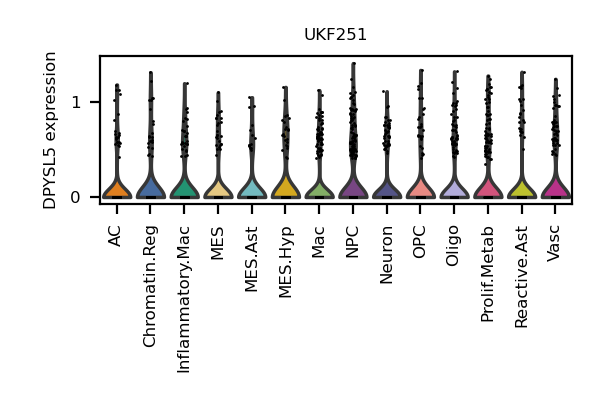 UKF251
DPYSL5 expression
1
0
AC
Chromatin.Reg
Inflammatory.Mac
MES
MES.Ast
MES.Hyp
Mac
NPC
Neuron
OPC
Oligo
Prolif.Metab
Reactive.Ast
Vasc